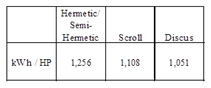 Hermetic/
Semi-
Hermetic Scroll Discus
kWh / HP 1,256 1,108 1,051